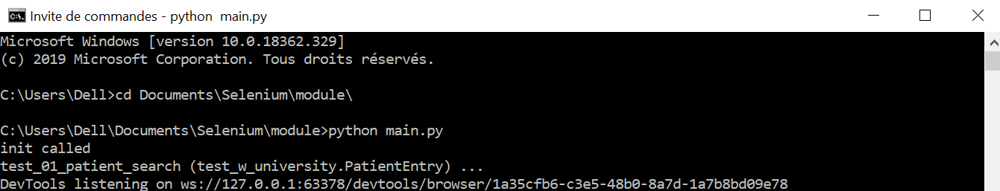 Invite de commandes - python  main.py
Microsoft Windows [version 10.0.18362.329]
(c) 2019 Microsoft Corporation. Tous droits réservés.
C:\Users\Dell>cd Documents\Selenium\module\
C:\Users\Dell\Documents\Selenium\module>python main.py
init called
test_01_patient_search (test_w_university.PatientEntry) ...
DevTools listening on ws://127.0.0.1:63378/devtools/browser/1a35cfb6-c3e5-48b0-8a7d-1a7b8bd09e78